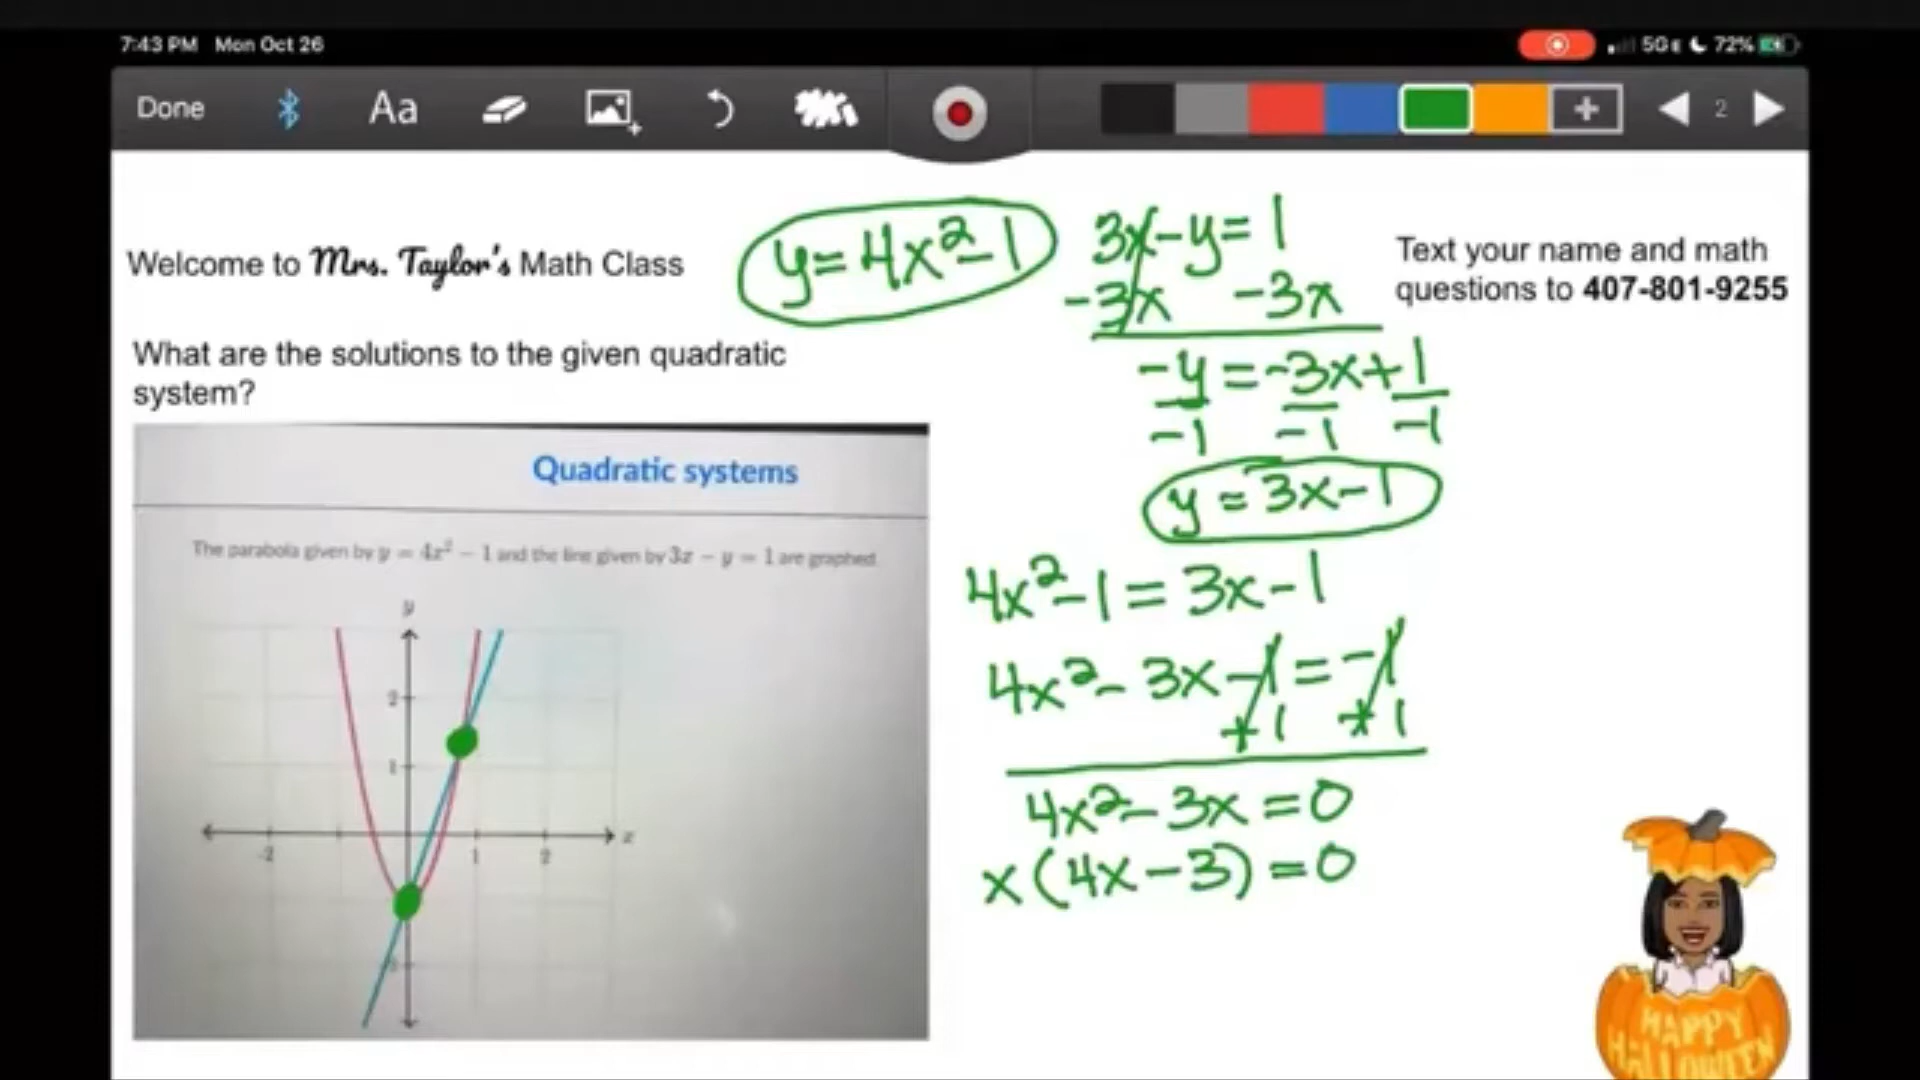 7:43 PM Mon Oct 26
5GE 72%
Done Aa + 2
Welcome to Mrs. Taylor's Math Class
y=4x²-1
3x-y=1
-3x -3x
-y=-3x+1
-1 -1 -1
y=3x-1
Text your name and math
questions to 407-801-9255
What are the solutions to the given quadratic
system?
Quadratic systems
The parabola given by y = 4x² - 1 and the line given by 3x - y = 1 are graphed.
y
2
1
-2 1 2 x
4x²-1=3x-1
4x²-3x-1=-1
+1 +1
4x²-3x=0
x(4x-3)=0
HAPPY
HALLOWEEN